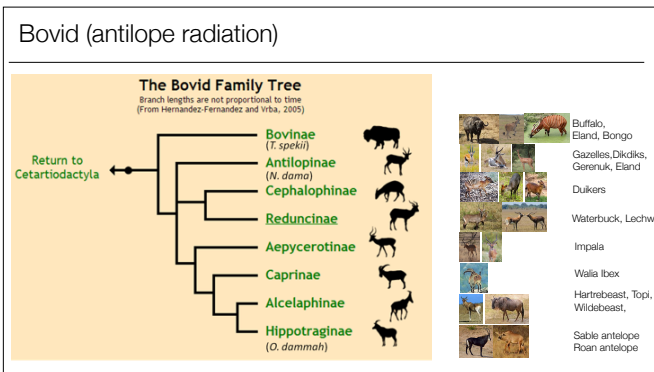 Bovid (antilope radiation)
The Bovid Family Tree
Branch lengths are not proportional to time
(From Hernandez-Fernandez and Vrba, 2005)
Return to
Cetartiodactyla
Bovinae
(T. spekii)
Antilopinae
(N. dama)
Cephalophinae
Reduncinae
Aepycerotinae
Caprinae
Alcelaphinae
Hippotraginae
(O. dammah)
Buffalo,
Eland, Bongo
Gazelles,Dikdiks,
Gerenuk, Eland
Duikers
Waterbuck, Lechw
Impala
Walia Ibex
Hartrebeast, Topi,
Wildebeast,
Sable antelope
Roan antelope